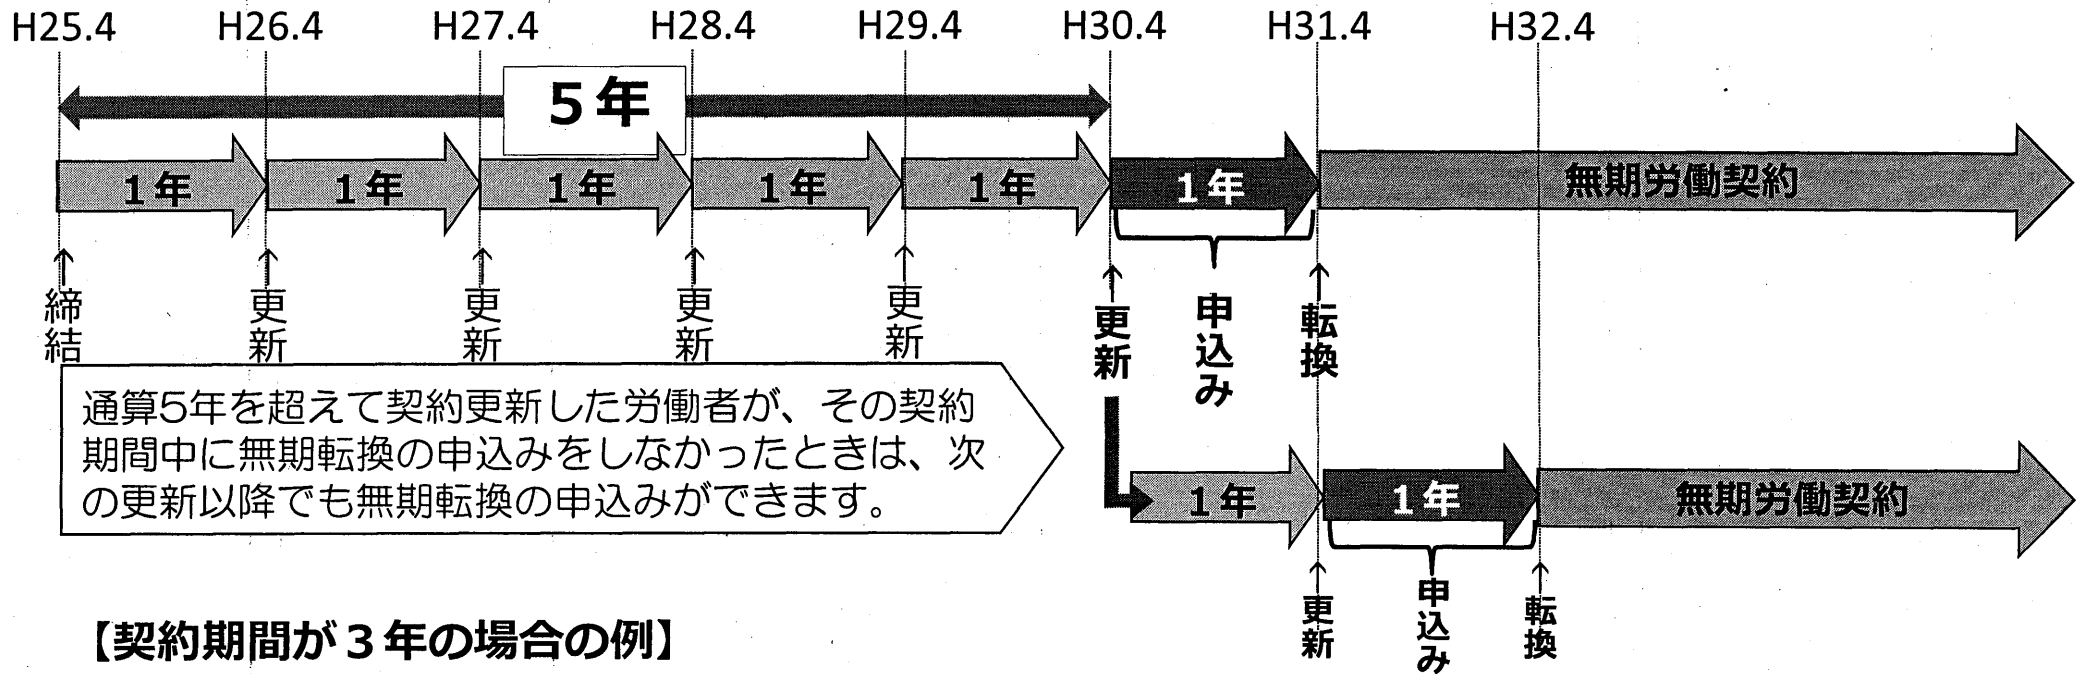 H25.4 H26.4 H27.4 H28.4 H29.4 H30.4 H31.4 H32.4
5年
1年 1年 1年 1年 1年 1年 無期労働契約
↑締結 ↑更新 ↑更新 ↑更新 ↑更新 ↑更新 申込み ↑転換
通算5年を超えて契約更新した労働者が、その契約
期間中に無期転換の申込みをしなかったときは、次
の更新以降でも無期転換の申込みができます。
1年 1年 無期労働契約
↑更新 申込み ↑転換
【契約期間が３年の場合の例】